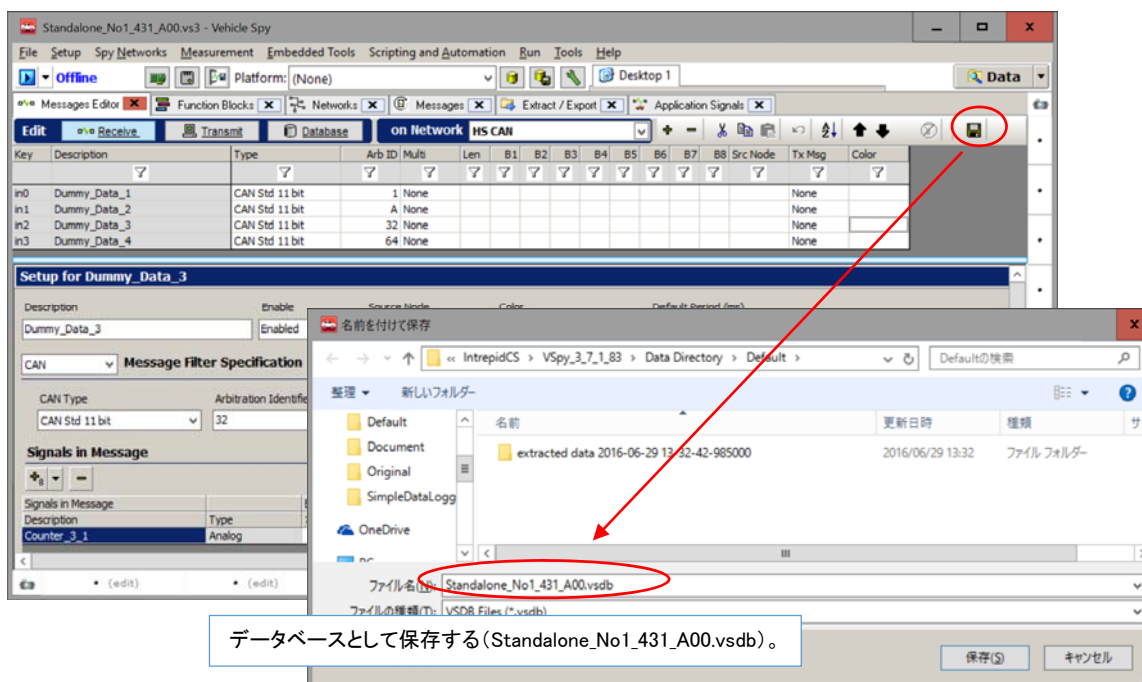 Standalone_No1_431_A00.vs3 - Vehicle Spy
File Setup Spy Networks Measurement Embedded Tools Scripting and Automation Run Tools Help
Offline Platform: (None) Desktop 1 Data
Messages Editor Function Blocks Networks Messages Extract / Export Application Signals
Edit Receive Transmit Database on Network HS CAN
Key Description Type Arb ID Multi Len B1 B2 B3 B4 B5 B6 B7 B8 Src Node Tx Msg Color
in0 Dummy_Data_1 CAN Std 11 bit 1 None None
in1 Dummy_Data_2 CAN Std 11 bit A None None
in2 Dummy_Data_3 CAN Std 11 bit 32 None None
in3 Dummy_Data_4 CAN Std 11 bit 64 None None
Setup for Dummy_Data_3
Description Enable Source Node Color Default Period (ms)
Dummy_Data_3 Enabled
CAN Message Filter Specification
CAN Type Arbitration Identifie
CAN Std 11 bit 32
Signals in Message
Signals in Message
Description Type
Counter_3_1 Analog
(edit) (edit)
名前を付けて保存
« IntrepidCS › VSpy_3_7_1_83 › Data Directory › Default › Defaultの検索
整理 新しいフォルダー
名前 更新日時 種類 サ
Default
Document
Original
SimpleDataLogg
OneDrive
PC
extracted data 2016-06-29 13-32-42-985000 2016/06/29 13:32 ファイル フォルダー
ファイル名(N): Standalone_No1_431_A00.vsdb
ファイルの種類(T): VSDB Files (*.vsdb)
保存(S) キャンセル
データベースとして保存する（Standalone_No1_431_A00.vsdb）。